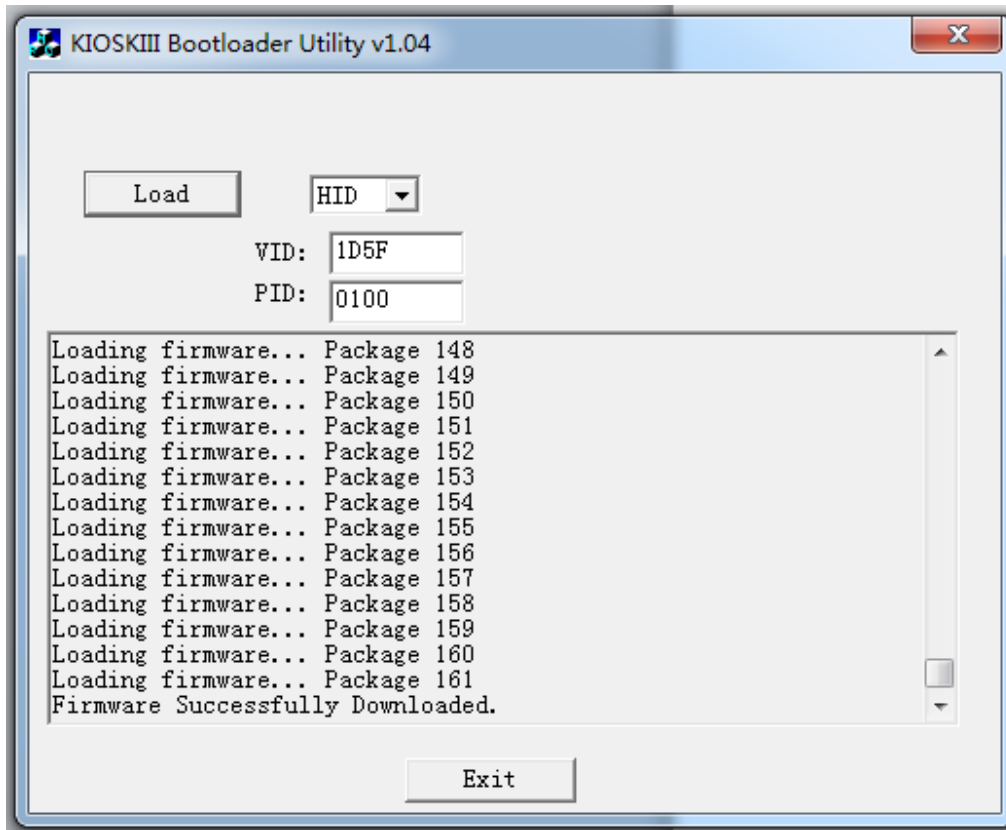 KIOSKIII Bootloader Utility v1.04
Load
HID
VID: 1D5F
PID: 0100
Loading firmware... Package 148
Loading firmware... Package 149
Loading firmware... Package 150
Loading firmware... Package 151
Loading firmware... Package 152
Loading firmware... Package 153
Loading firmware... Package 154
Loading firmware... Package 155
Loading firmware... Package 156
Loading firmware... Package 157
Loading firmware... Package 158
Loading firmware... Package 159
Loading firmware... Package 160
Loading firmware... Package 161
Firmware Successfully Downloaded.
Exit